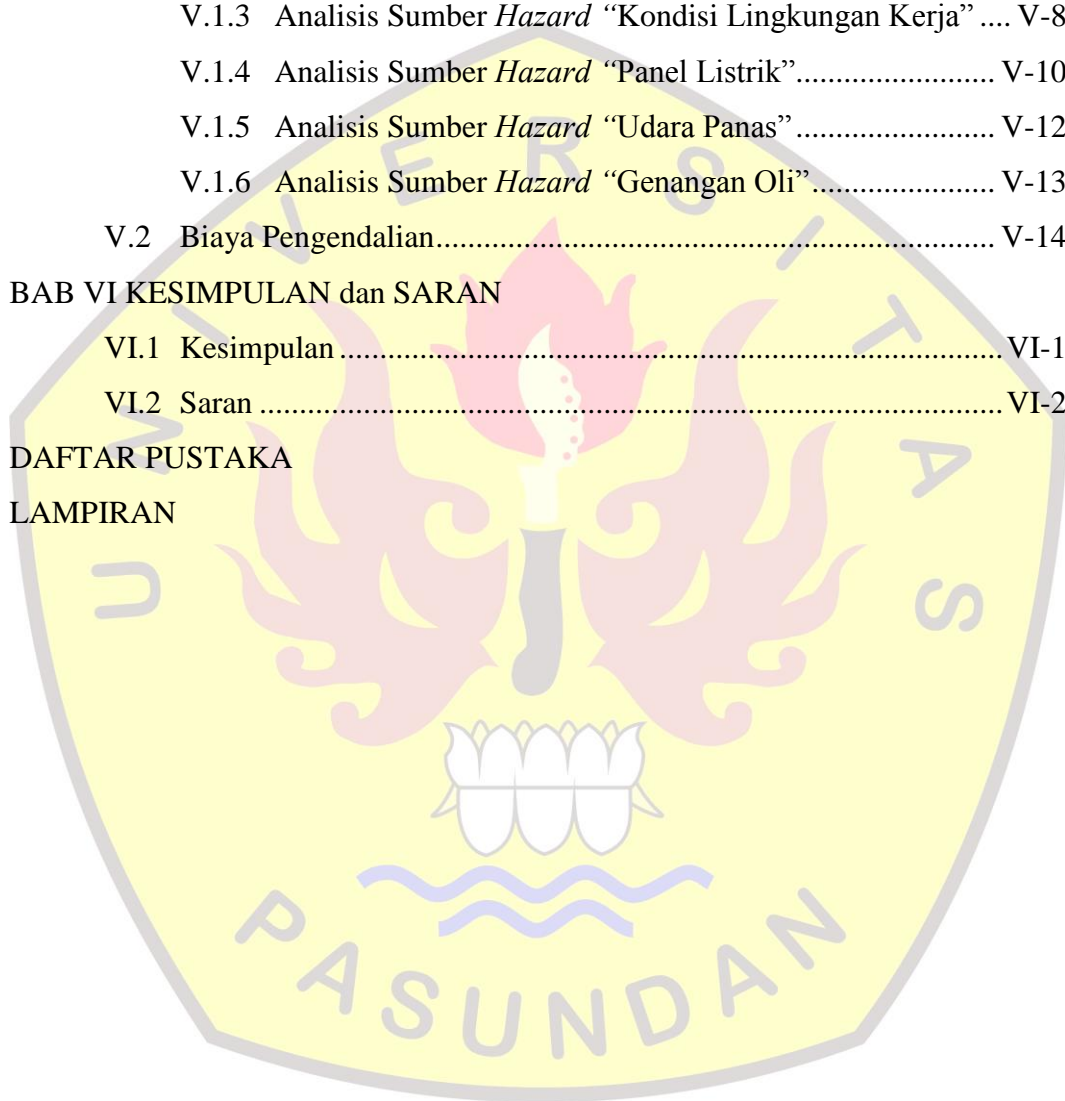 V.1.3 Analisis Sumber Hazard “Kondisi Lingkungan Kerja” .... V-8
V.1.4 Analisis Sumber Hazard “Panel Listrik”......................... V-10
V.1.5 Analisis Sumber Hazard “Udara Panas”......................... V-12
V.1.6 Analisis Sumber Hazard “Genangan Oli”....................... V-13
V.2 Biaya Pengendalian..................................................................... V-14
BAB VI KESIMPULAN dan SARAN
VI.1 Kesimpulan.................................................................................. VI-1
VI.2 Saran ............................................................................................ VI-2
DAFTAR PUSTAKA
LAMPIRAN
UNIVERSITAS
PASUNDAN